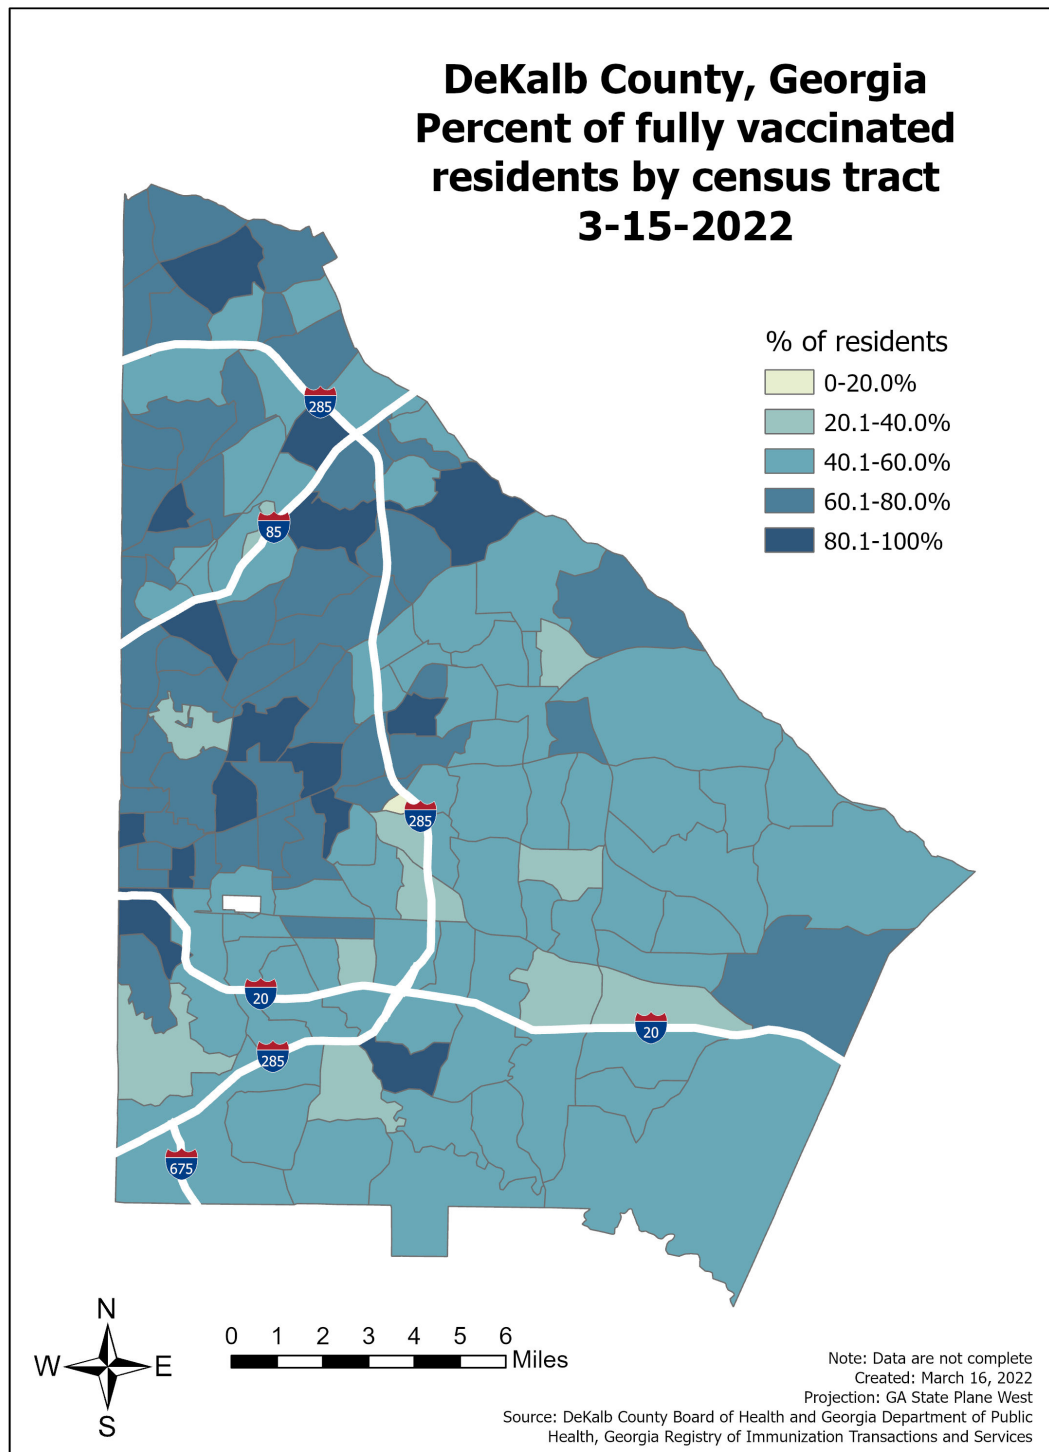 DeKalb County, Georgia
Percent of fully vaccinated
residents by census tract
3-15-2022
% of residents
0-20.0%
20.1-40.0%
40.1-60.0%
60.1-80.0%
80.1-100%
285
85
285
20
20
285
675
N
W E
S
0 1 2 3 4 5 6
Miles
Note: Data are not complete
Created: March 16, 2022
Projection: GA State Plane West
Source: DeKalb County Board of Health and Georgia Department of Public
Health, Georgia Registry of Immunization Transactions and Services